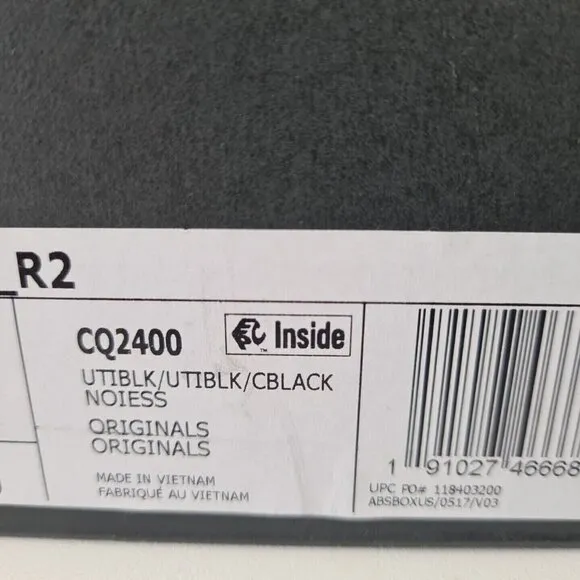 _R2
CQ2400
Inside
UTIBLK/UTIBLK/CBLACK
NOIESS
ORIGINALS
ORIGINALS
MADE IN VIETNAM
FABRIQUÉ AU VIETNAM
1 91027 46668
UPC PO# 118403200
ABSBOXUS/0517/V03